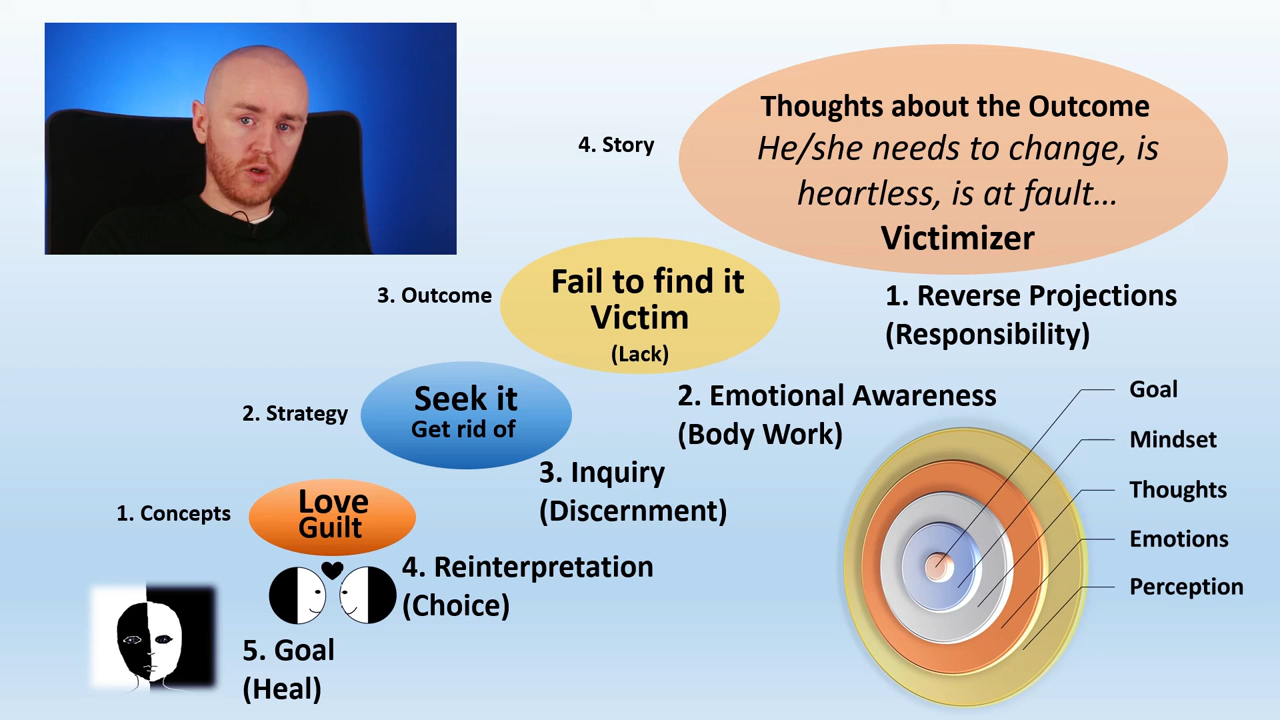 Thoughts about the Outcome
He/she needs to change, is
heartless, is at fault...
Victimizer
4. Story
Fail to find it
Victim
(Lack)
3. Outcome
1. Reverse Projections
(Responsibility)
Seek it
Get rid of
2. Strategy
2. Emotional Awareness
(Body Work)
3. Inquiry
(Discernment)
Love
Guilt
1. Concepts
4. Reinterpretation
(Choice)
5. Goal
(Heal)
Goal
Mindset
Thoughts
Emotions
Perception